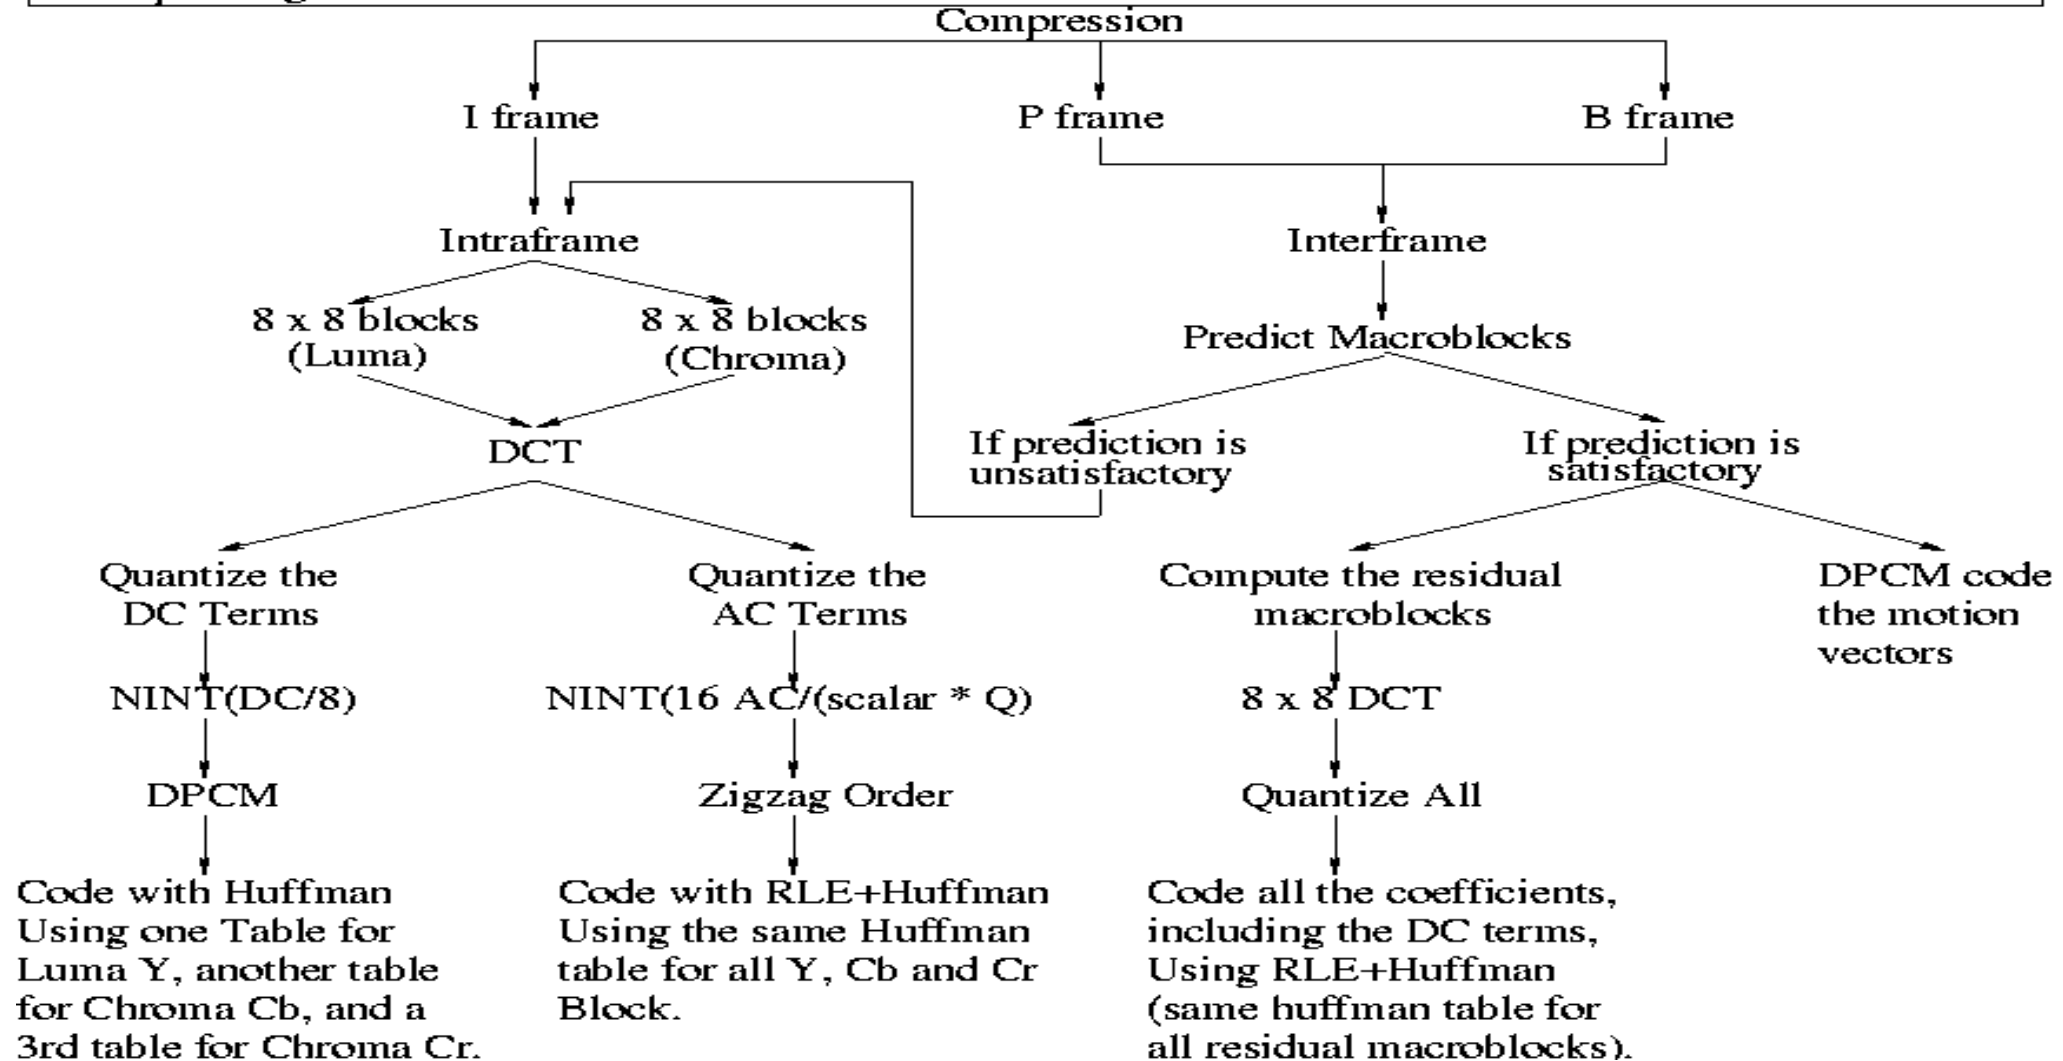 Compression
I frame
P frame
B frame
Intraframe
Interframe
8 x 8 blocks
(Luma)
8 x 8 blocks
(Chroma)
Predict Macroblocks
DCT
If prediction is
unsatisfactory
If prediction is
satisfactory
Quantize the
DC Terms
Quantize the
AC Terms
Compute the residual
macroblocks
DPCM code
the motion
vectors
NINT(DC/8)
NINT(16 AC/(scalar * Q)
8 x 8 DCT
DPCM
Zigzag Order
Quantize All
Code with Huffman
Using one Table for
Luma Y, another table
for Chroma Cb, and a
3rd table for Chroma Cr.
Code with RLE+Huffman
Using the same Huffman
table for all Y, Cb and Cr
Block.
Code all the coefficients,
including the DC terms,
Using RLE+Huffman
(same huffman table for
all residual macroblocks).